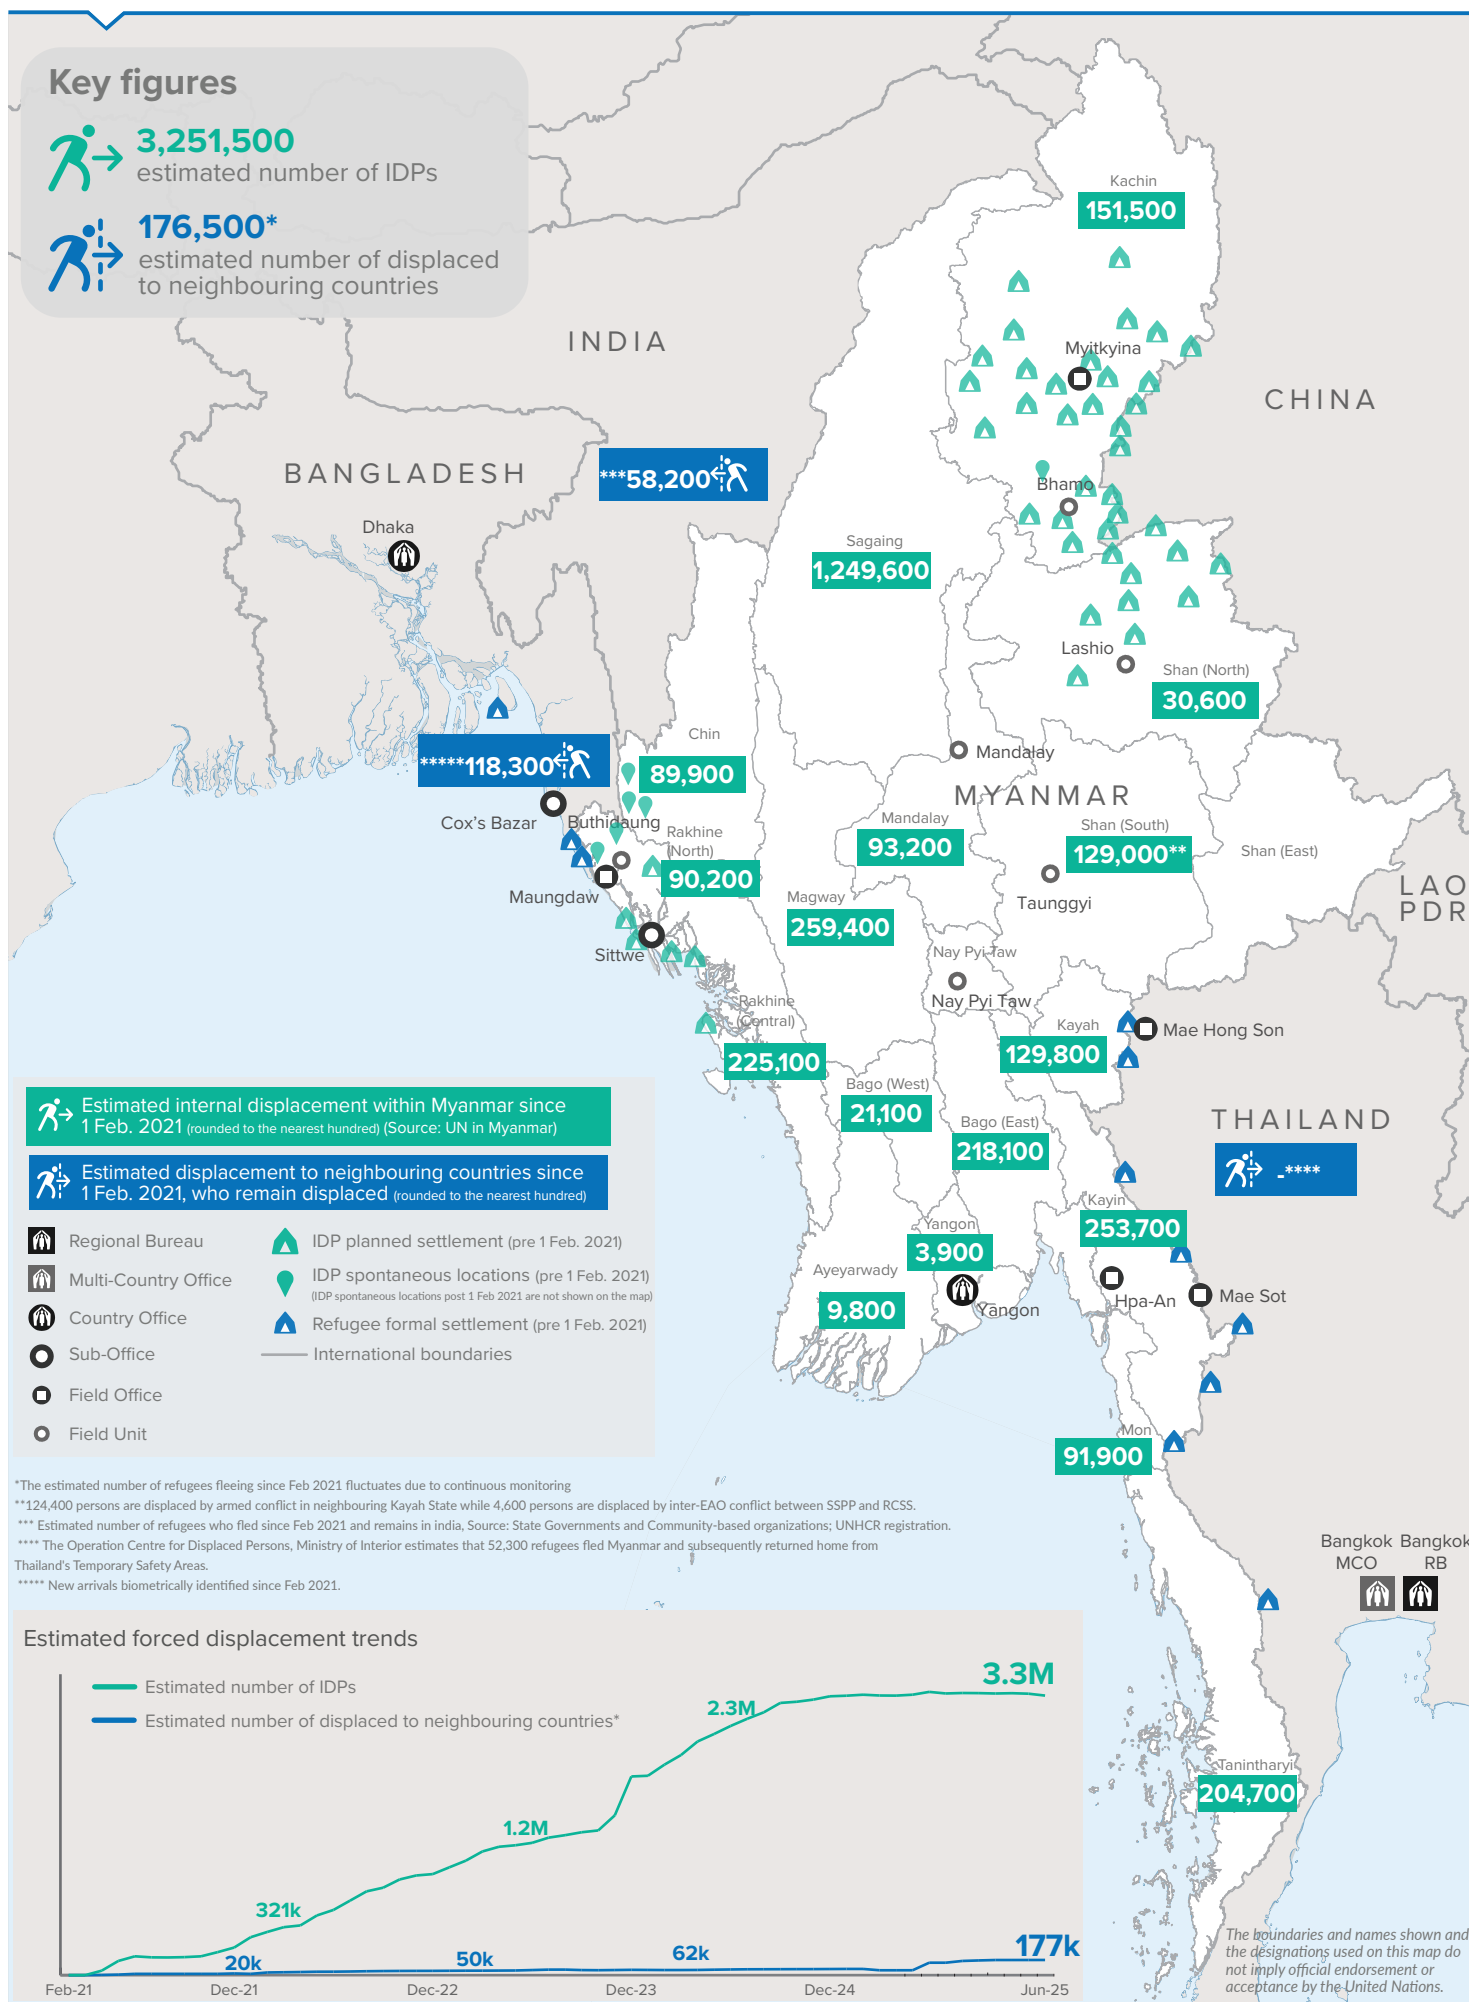 Key figures
3,251,500
estimated number of IDPs
176,500*
estimated number of displaced
to neighbouring countries
INDIA
CHINA
BANGLADESH
Dhaka
***58,200
Kachin
151,500
Myitkyina
Bhamo
Sagaing
1,249,600
Lashio
Shan (North)
30,600
Chin
89,900
*****118,300
Mandalay
MYANMAR
Cox's Bazar
Buthidaung
Rakhine
(North)
90,200
Mandalay
93,200
Shan (South)
129,000**
Shan (East)
Maungdaw
Magway
259,400
Taunggyi
LAO
PDR
Sittwe
Nay Pyi-Taw
Nay Pyi Taw
Rakhine
(Central)
225,100
Kayah
129,800
Mae Hong Son
Bago (West)
21,100
Bago (East)
218,100
THAILAND
-****
Kayin
253,700
Yangon
3,900
Yangon
Ayeyarwady
9,800
Hpa-An
Mae Sot
Mon
91,900
Bangkok
MCO
Bangkok
RB
Tanintharyi
204,700
Estimated internal displacement within Myanmar since
1 Feb. 2021 (rounded to the nearest hundred) (Source: UN in Myanmar)
Estimated displacement to neighbouring countries since
1 Feb. 2021, who remain displaced (rounded to the nearest hundred)
Regional Bureau
Multi-Country Office
Country Office
Sub-Office
Field Office
Field Unit
IDP planned settlement (pre 1 Feb. 2021)
IDP spontaneous locations (pre 1 Feb. 2021)
(IDP spontaneous locations post 1 Feb 2021 are not shown on the map)
Refugee formal settlement (pre 1 Feb. 2021)
International boundaries
*The estimated number of refugees fleeing since Feb 2021 fluctuates due to continuous monitoring
**124,400 persons are displaced by armed conflict in neighbouring Kayah State while 4,600 persons are displaced by inter-EAO conflict between SSPP and RCSS.
*** Estimated number of refugees who fled since Feb 2021 and remains in india, Source: State Governments and Community-based organizations; UNHCR registration.
**** The Operation Centre for Displaced Persons, Ministry of Interior estimates that 52,300 refugees fled Myanmar and subsequently returned home from
Thailand's Temporary Safety Areas.
***** New arrivals biometrically identified since Feb 2021.
Estimated forced displacement trends
Estimated number of IDPs
Estimated number of displaced to neighbouring countries*
321k
1.2M
2.3M
3.3M
20k
50k
62k
177k
Feb-21
Dec-21
Dec-22
Dec-23
Dec-24
Jun-25
The boundaries and names shown and
the designations used on this map do
not imply official endorsement or
acceptance by the United Nations.